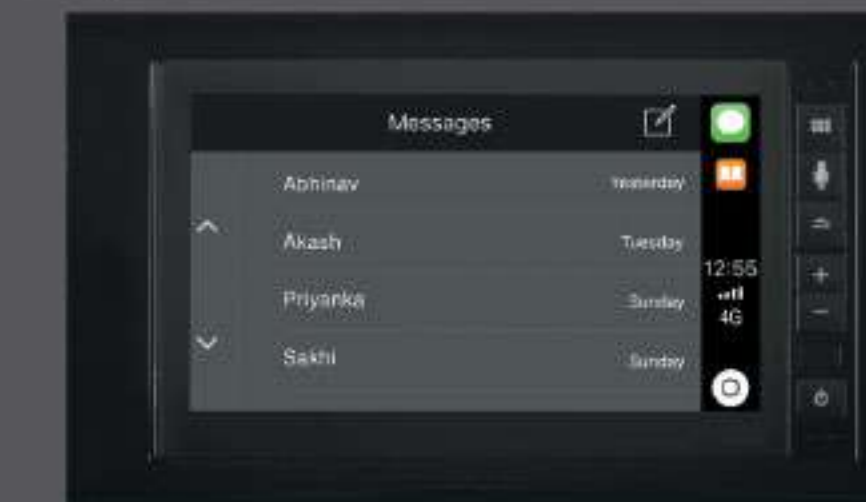 Messages
Abhinav Yesterday
Akash Tuesday
Priyanka Sunday
Sakhi Sunday
12:55
4G